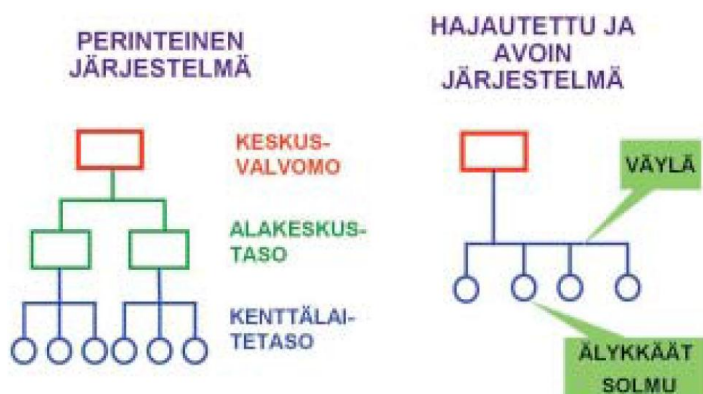 PERINTEINEN
JÄRJESTELMÄ
KESKUS-
VALVOMO
ALAKESKUS-
TASO
KENTTÄLAI-
TETASO
HAJAUTETTU JA
AVOIN
JÄRJESTELMÄ
VÄYLÄ
ÄLYKKÄÄT
SOLMU